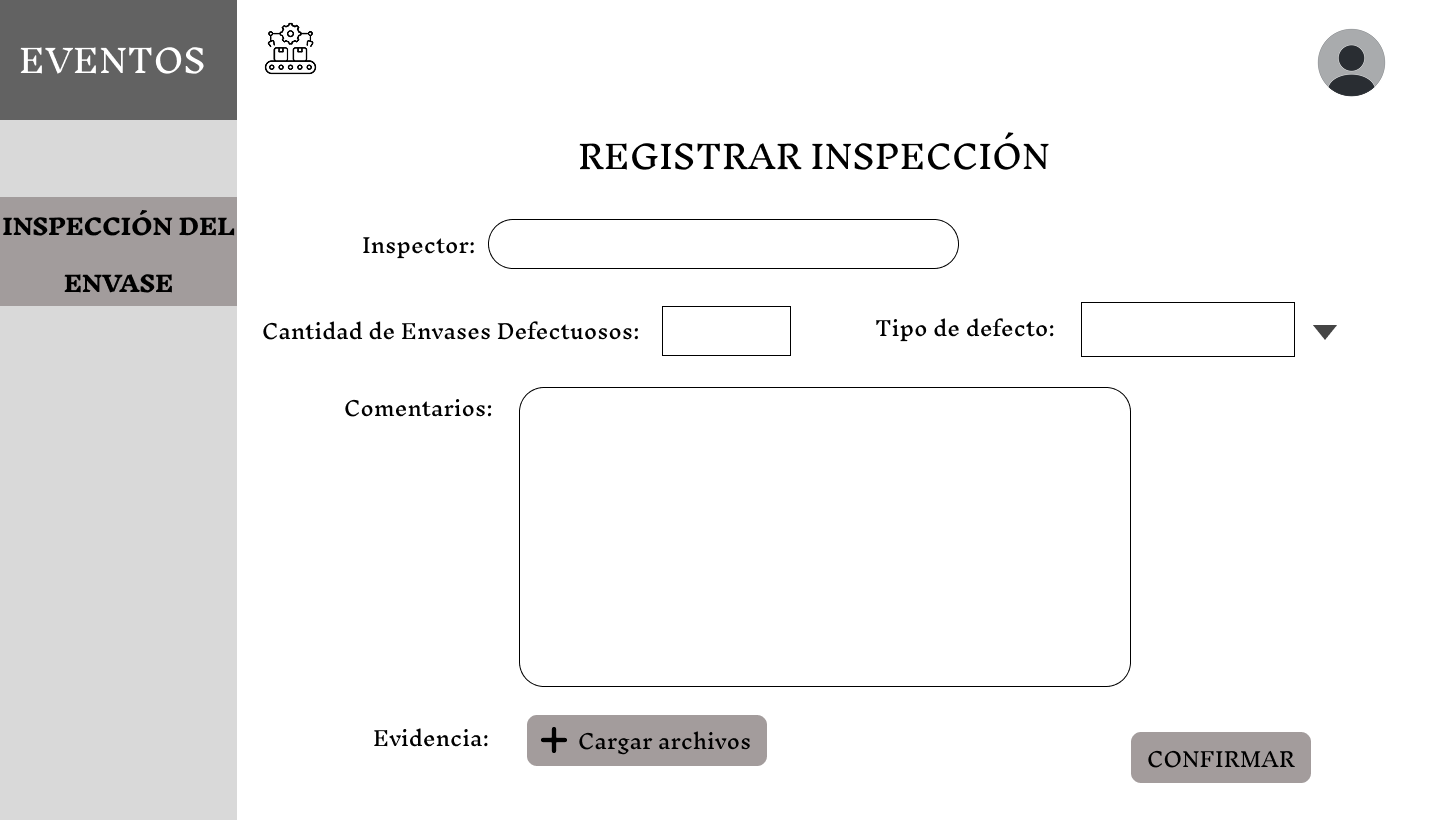 EVENTOS
INSPECCIÓN DEL
ENVASE
REGISTRAR INSPECCIÓN
Inspector:
Cantidad de Envases Defectuosos:
Tipo de defecto:
Comentarios:
Evidencia:
Cargar archivos
CONFIRMAR